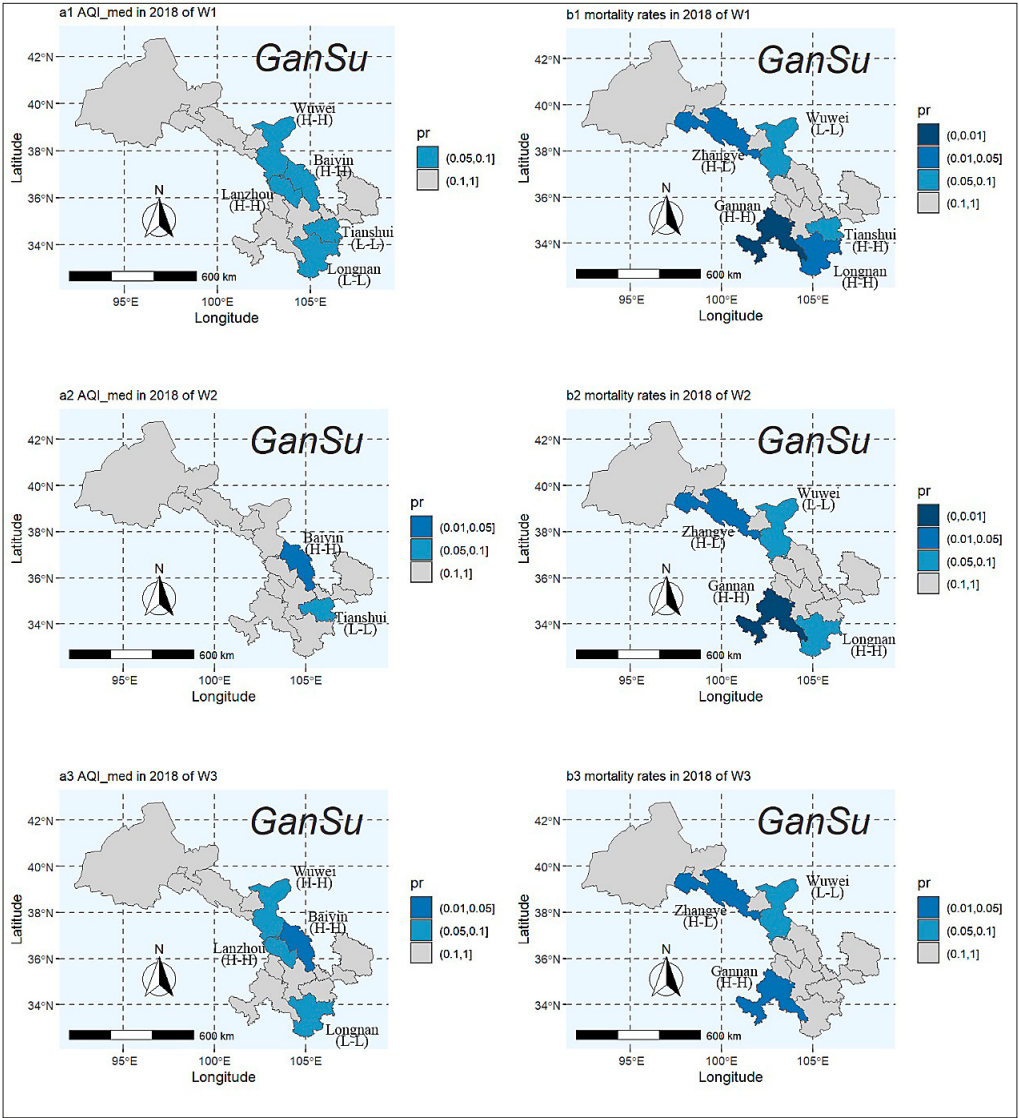 a1 AQI_med in 2018 of W1
GanSu
42°N
40°N
38°N
36°N
34°N
Latitude
Wuwei
(H-H)
Baiyin
(H-H)
Lanzhou
(H-H)
Tianshui
(L-L)
Longnan
(L-L)
N
600 km
95°E
100°E
105°E
Longitude
pr
(0.05,0.1]
(0.1,1]
b1 mortality rates in 2018 of W1
GanSu
42°N
40°N
38°N
36°N
34°N
Latitude
Wuwei
(L-L)
Zhangye
(H-L)
Gannan
(H-H)
Tianshui
(H-H)
Longnan
(H-H)
N
600 km
95°E
100°E
105°E
Longitude
pr
(0,0.01]
(0.01,0.05]
(0.05,0.1]
(0.1,1]
a2 AQI_med in 2018 of W2
GanSu
42°N
40°N
38°N
36°N
34°N
Latitude
Baiyin
(H-H)
Tianshui
(L-L)
N
600 km
95°E
100°E
105°E
Longitude
pr
(0.01,0.05]
(0.05,0.1]
(0.1,1]
b2 mortality rates in 2018 of W2
GanSu
42°N
40°N
38°N
36°N
34°N
Latitude
Wuwei
(L-L)
Zhangye
(H-L)
Gannan
(H-H)
Longnan
(H-H)
N
600 km
95°E
100°E
105°E
Longitude
pr
(0,0.01]
(0.01,0.05]
(0.05,0.1]
(0.1,1]
a3 AQI_med in 2018 of W3
GanSu
42°N
40°N
38°N
36°N
34°N
Latitude
Wuwei
(H-H)
Baiyin
(H-H)
Lanzhou
(H-H)
Longnan
(L-L)
N
600 km
95°E
100°E
105°E
Longitude
pr
(0.01,0.05]
(0.05,0.1]
(0.1,1]
b3 mortality rates in 2018 of W3
GanSu
42°N
40°N
38°N
36°N
34°N
Latitude
Wuwei
(L-L)
Zhangye
(H-L)
Gannan
(H-H)
N
600 km
95°E
100°E
105°E
Longitude
pr
(0.01,0.05]
(0.05,0.1]
(0.1,1]